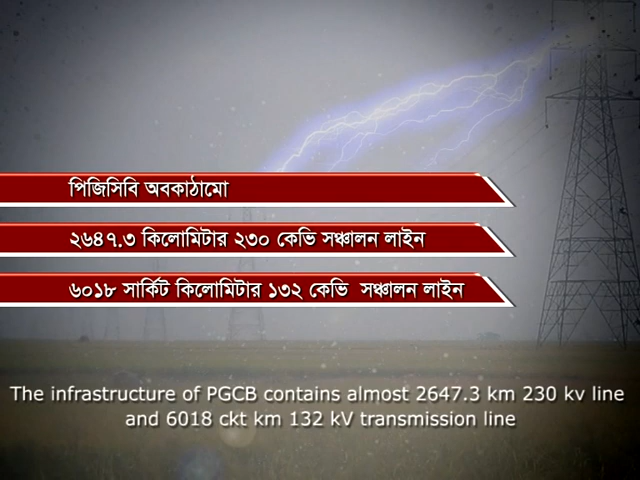 পিজিসিবি অবকাঠামো
২৬৪৭.৩ কিলোমিটার ২৩০ কেভি সঞ্চালন লাইন
৬০১৮ সার্কিট কিলোমিটার ১৩২ কেভি সঞ্চালন লাইন
The infrastructure of PGCB contains almost 2647.3 km 230 kv line
and 6018 ckt km 132 kV transmission line